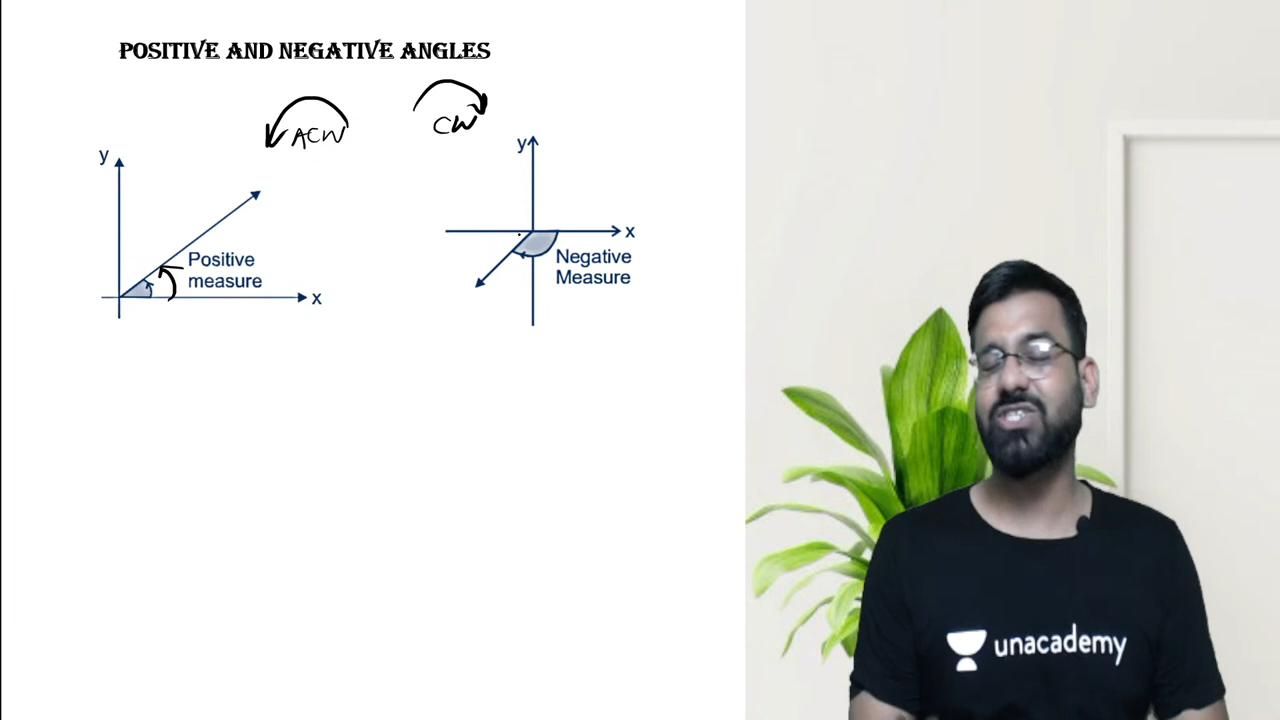 POSITIVE AND NEGATIVE ANGLES
ACW
CW
y
Positive
measure
x
y
x
Negative
Measure
unacademy